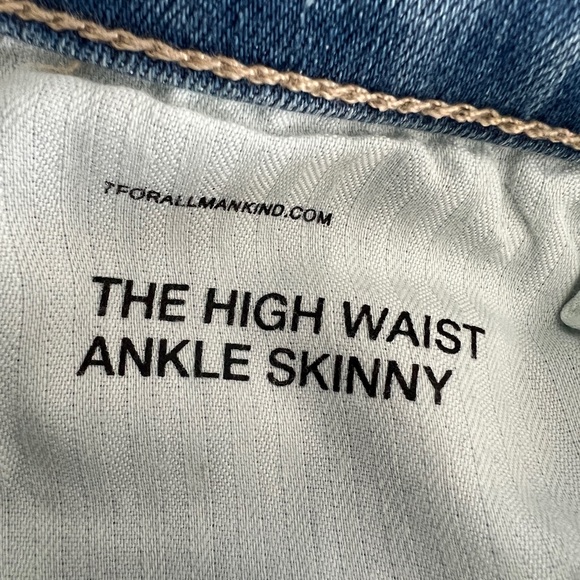 7FORALLMANKIND.COM
THE HIGH WAIST
ANKLE SKINNY